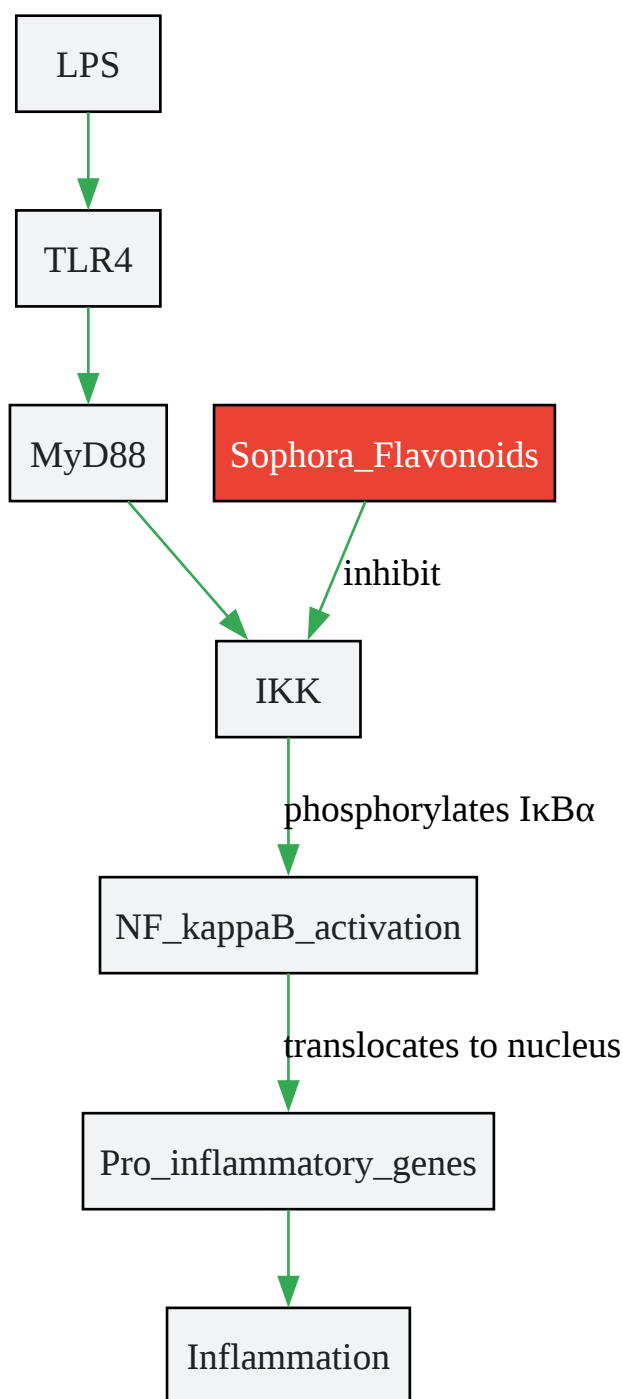 LPS
TLR4
MyD88
Sophora_Flavonoids
inhibit
IKK
phosphorylates IκBα
NF_kappaB_activation
translocates to nucleus
Pro_inflammatory_genes
Inflammation